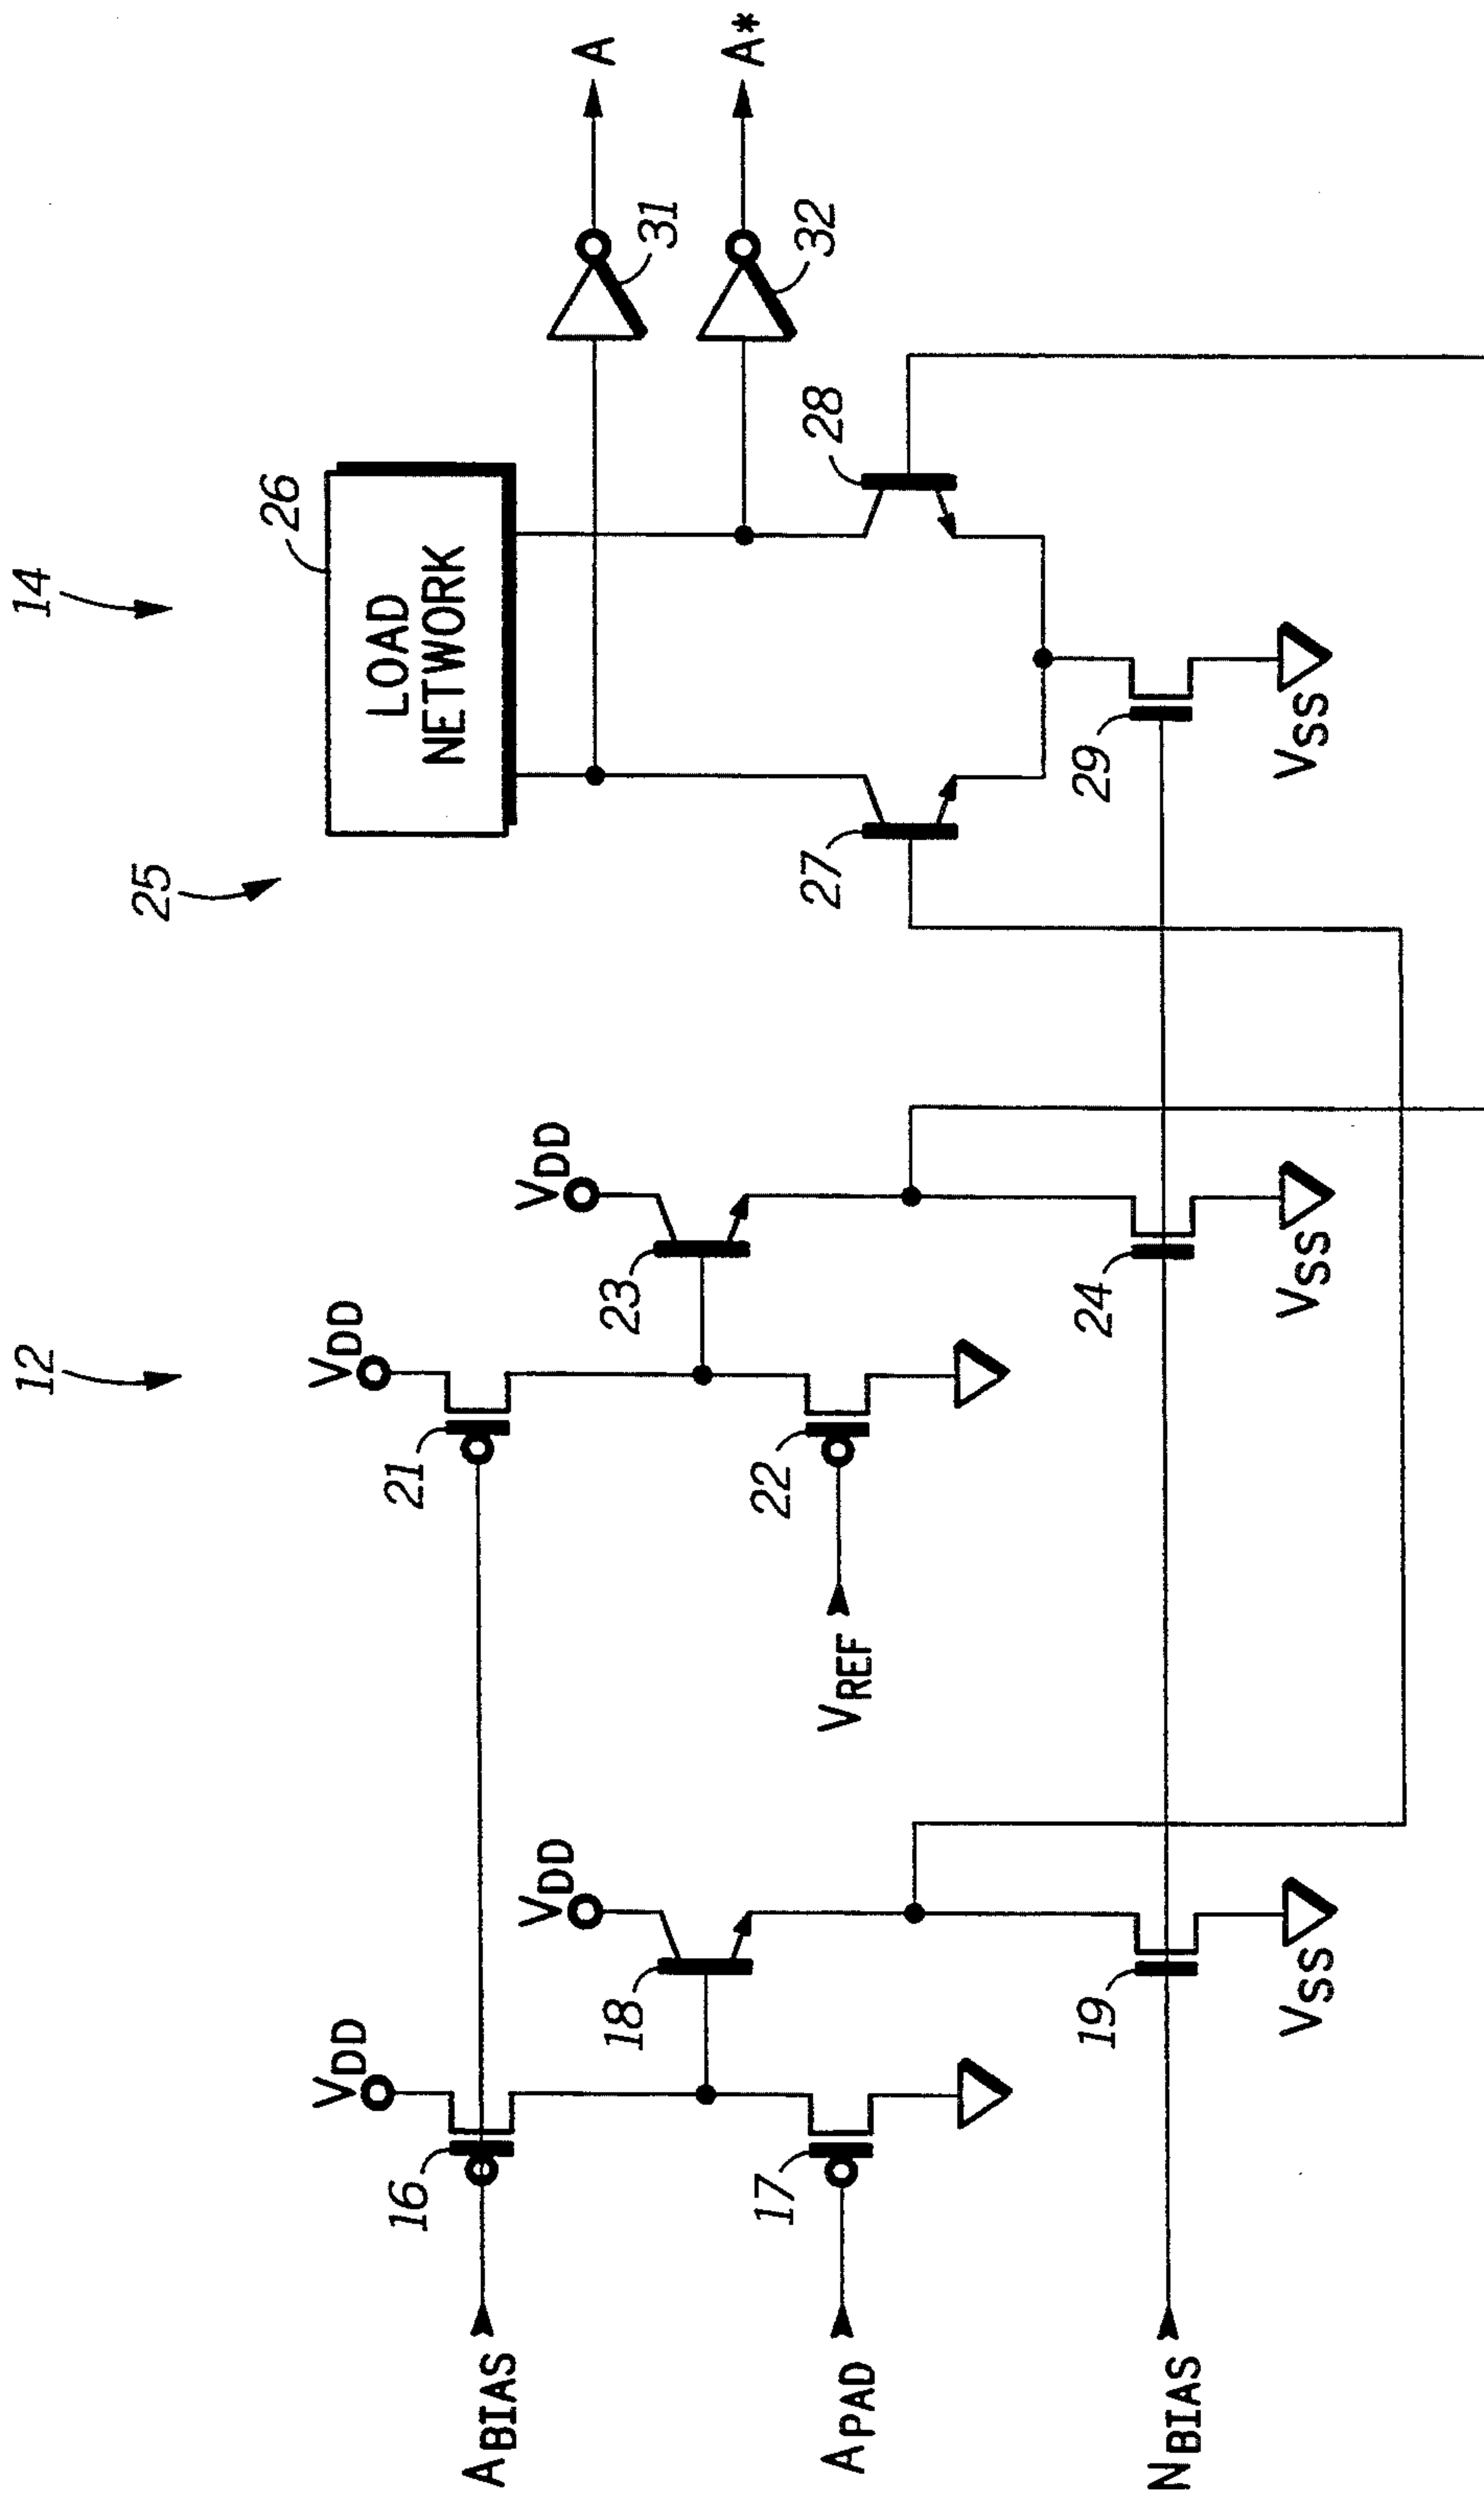 12
14
25
26
LOAD
NETWORK
A
A*
31
32
VDD
VDD
VDD
VDD
16
21
18
23
27
28
ABIAS
APAD
17
VREF
22
NBIAS
19
24
29
VSS
VSS
VSS